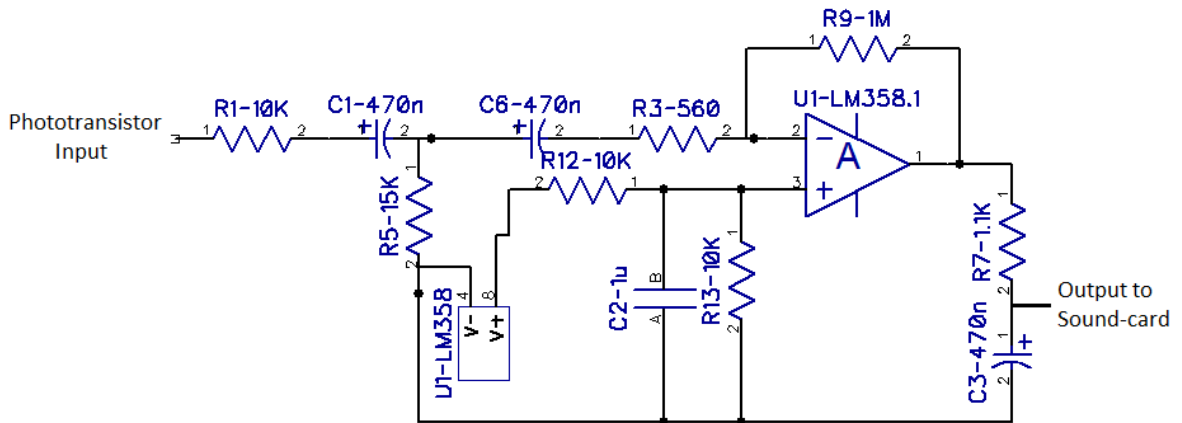 R9-1M
1
2
Phototransistor
Input
1
R1-10K
2
C1-470n
+
2
C6-470n
+
2
R3-560
1
2
U1-LM358.1
2
−
A
1
3
+
R12-10K
2
1
1
R5-15K
2
4
8
V-
V+
U1-LM358
B
C2-1u
A
1
R13-10K
2
1
R7-1.1K
2
Output to
Sound-card
1
+
C3-470n
2